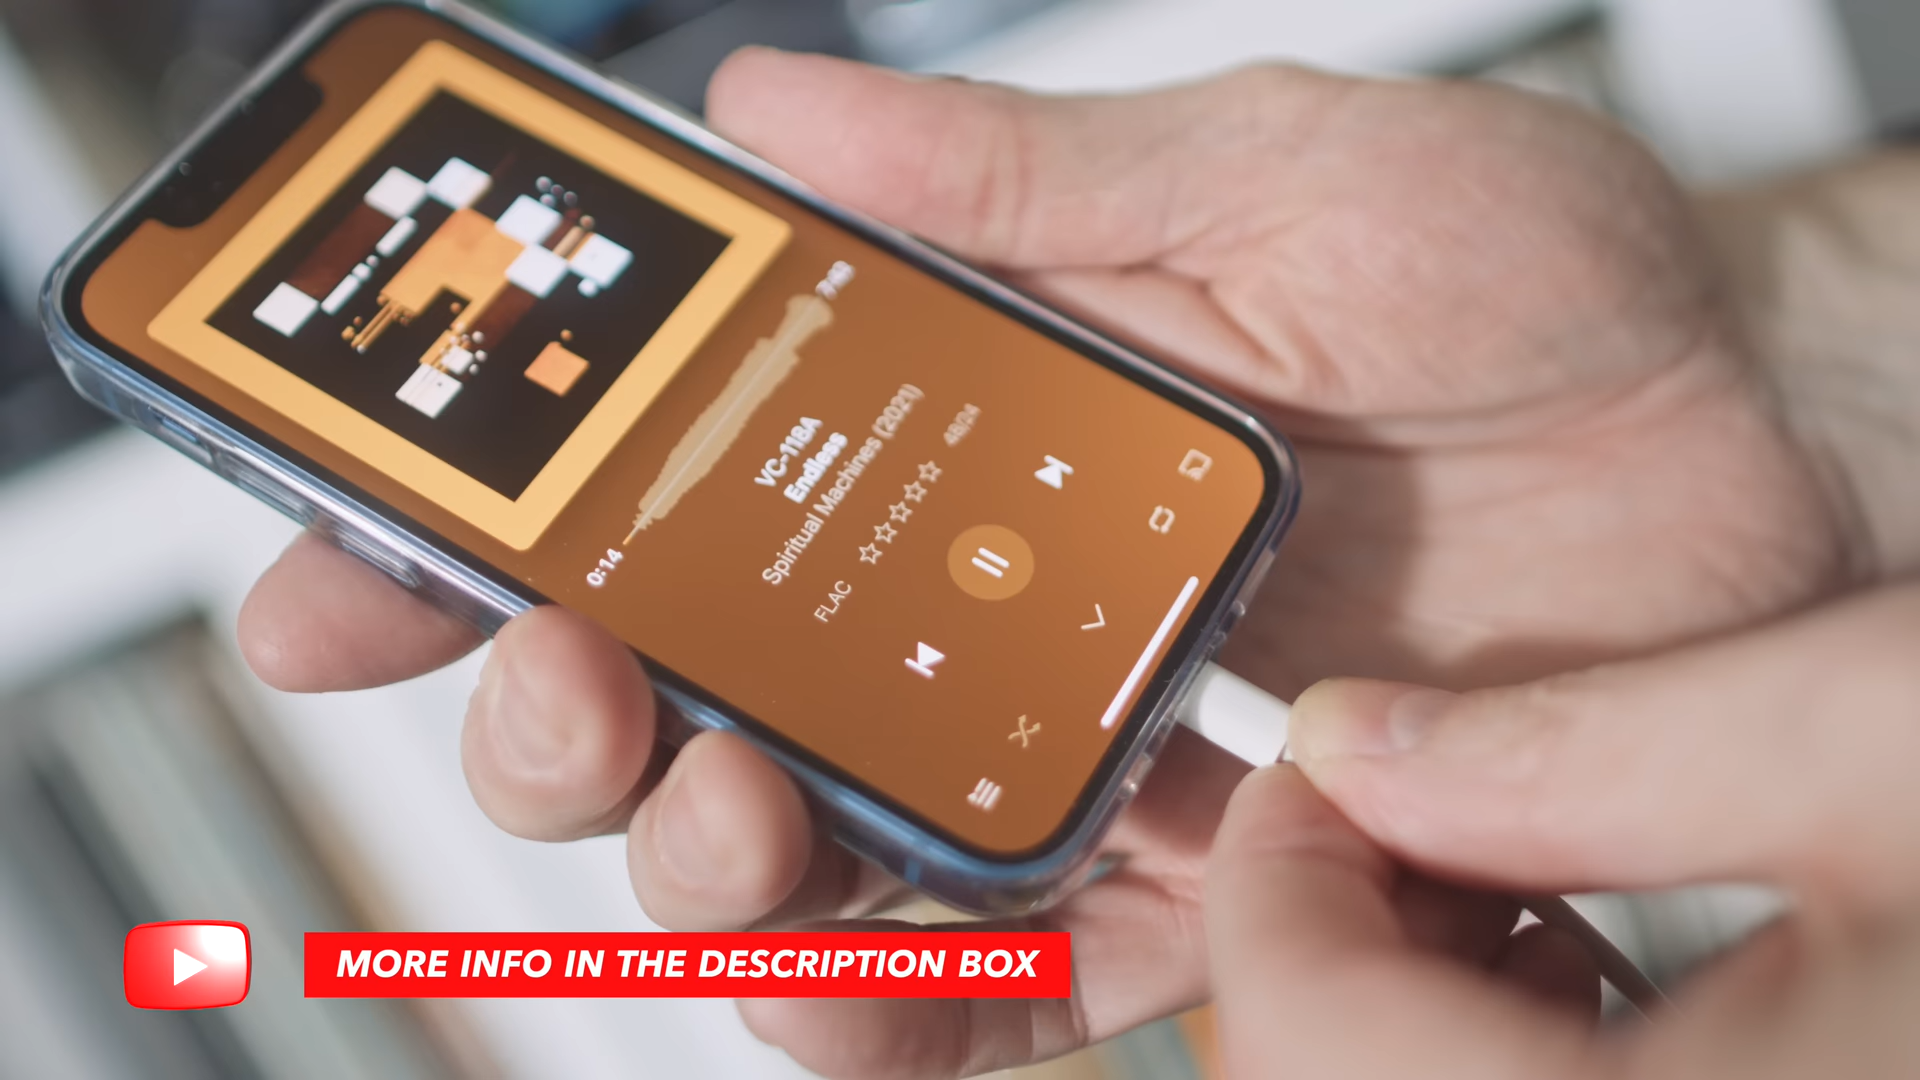 7:43
0:14
VC-118A
Endless
Spiritual Machines (2021)
FLAC
48/24
MORE INFO IN THE DESCRIPTION BOX